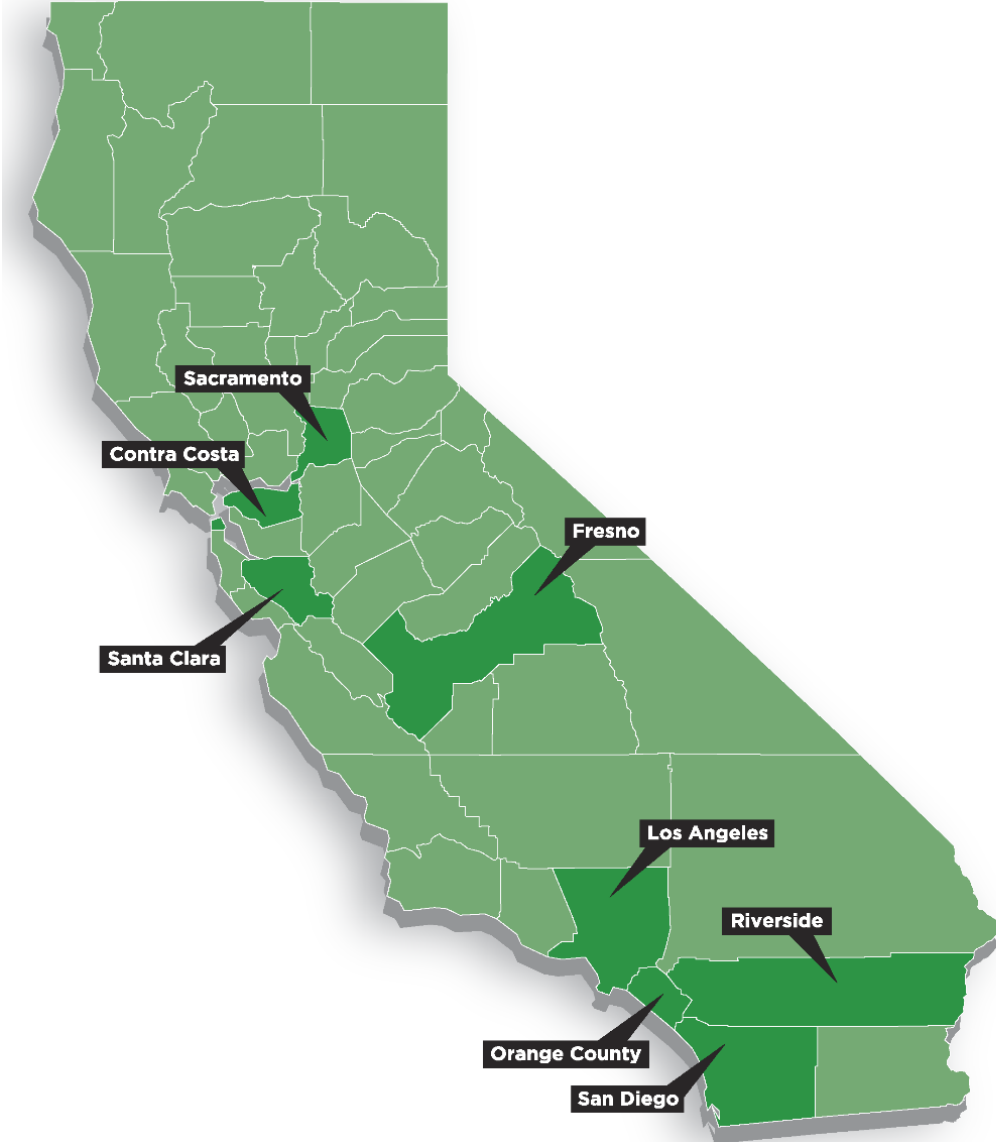 Sacramento
Contra Costa
Fresno
Santa Clara
Los Angeles
Riverside
Orange County
San Diego